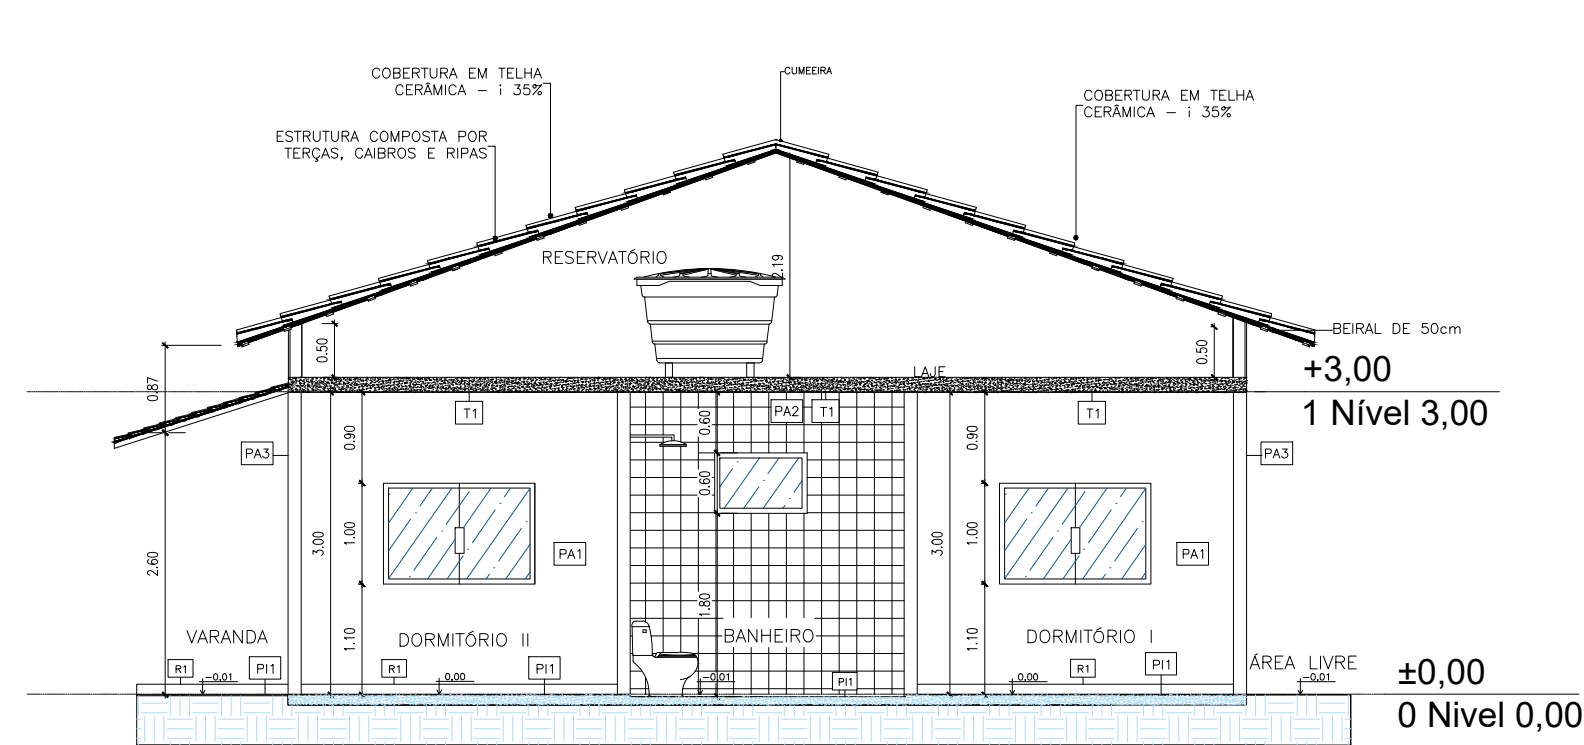 CUMEEIRA
COBERTURA EM TELHA
CERÂMICA – i 35%
COBERTURA EM TELHA
CERÂMICA – i 35%
ESTRUTURA COMPOSTA POR
TERÇAS, CAIBROS E RIPAS
RESERVATÓRIO
2.19
BEIRAL DE 50cm
0.50
0.50
0.87
LAJE
+3,00
1 Nível 3,00
T1
PA2
T1
T1
0.60
0.90
0.90
PA3
PA3
0.60
3.00
1.00
PA1
3.00
1.00
PA1
2.60
1.80
1.10
1.10
VARANDA
DORMITÓRIO II
BANHEIRO
DORMITÓRIO I
ÁREA LIVRE
R1
PI1
R1
PI1
PI1
R1
PI1
-0.01
0.00
-0.01
0.00
-0.01
±0,00
0 Nivel 0,00